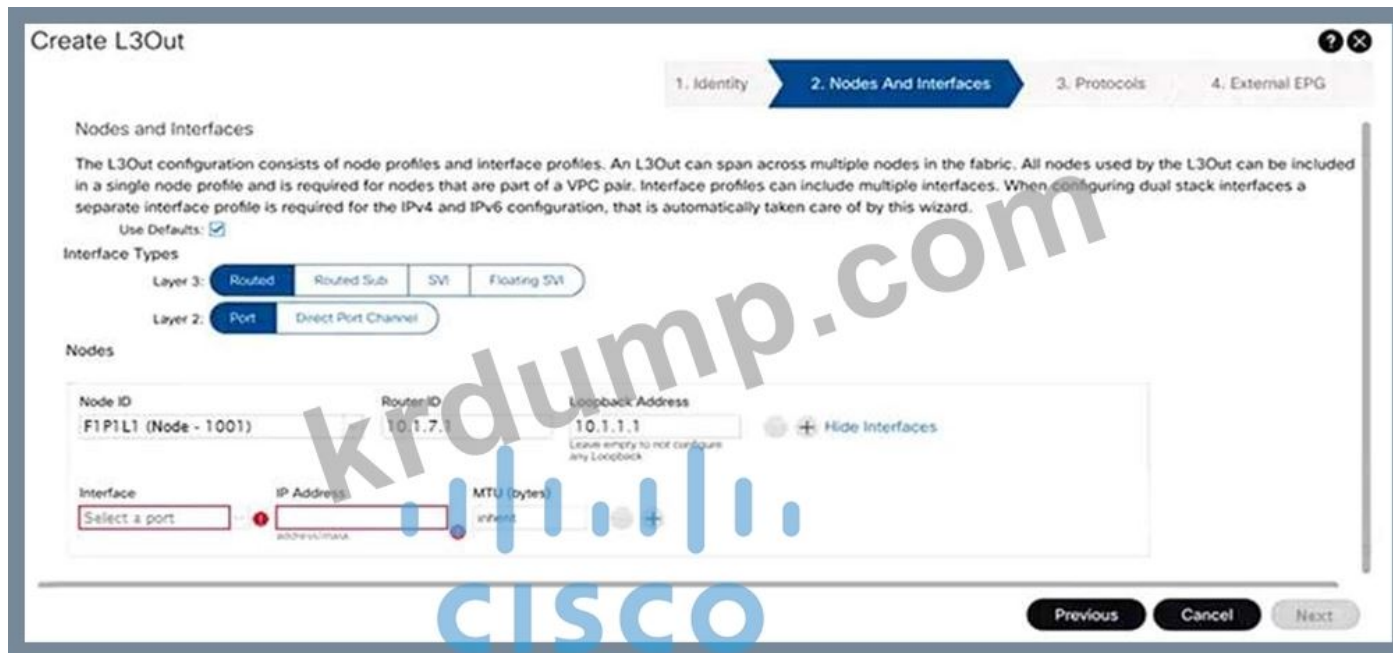 Create L3Out
1. Identity
2. Nodes And Interfaces
3. Protocols
4. External EPG
Nodes and Interfaces
The L3Out configuration consists of node profiles and interface profiles. An L3Out can span across multiple nodes in the fabric. All nodes used by the L3Out can be included
in a single node profile and is required for nodes that are part of a VPC pair. Interface profiles can include multiple interfaces. When configuring dual stack interfaces a
separate interface profile is required for the IPv4 and IPv6 configuration, that is automatically taken care of by this wizard.
Use Defaults:
Interface Types
Layer 3: Routed Routed Sub SVI Floating SVI
Layer 2: Port Direct Port Channel
Nodes
Node ID Router ID Loopback Address
F1P1L1 (Node - 1001) 10.1.7.1 10.1.1.1 Hide Interfaces
Leave empty to not configure
any Loopback
Interface IP Address MTU (bytes)
Select a port inherit
address/mask
Previous Cancel Next
krdump.com
CISCO